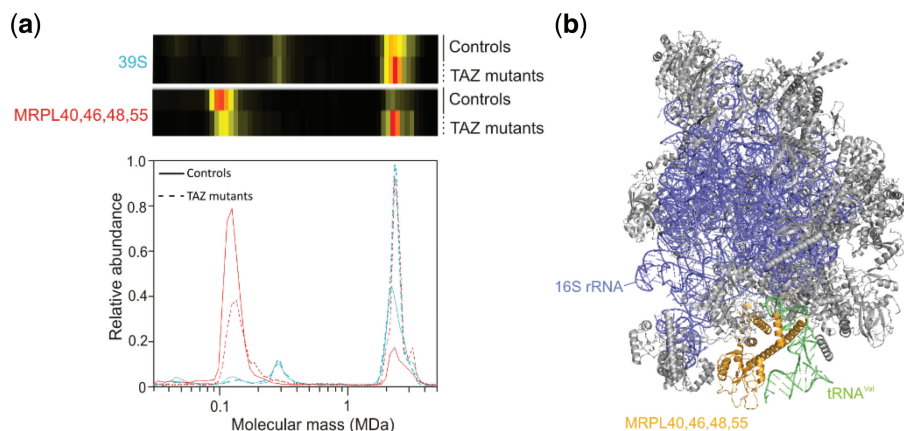 (a)
39S
Controls
TAZ mutants
MRPL40,46,48,55
Controls
TAZ mutants
Relative abundance
1.0
0.8
0.6
0.4
0.2
0
Controls
TAZ mutants
0.1
1
Molecular mass (MDa)
(b)
16S rRNA
tRNAVal
MRPL40,46,48,55